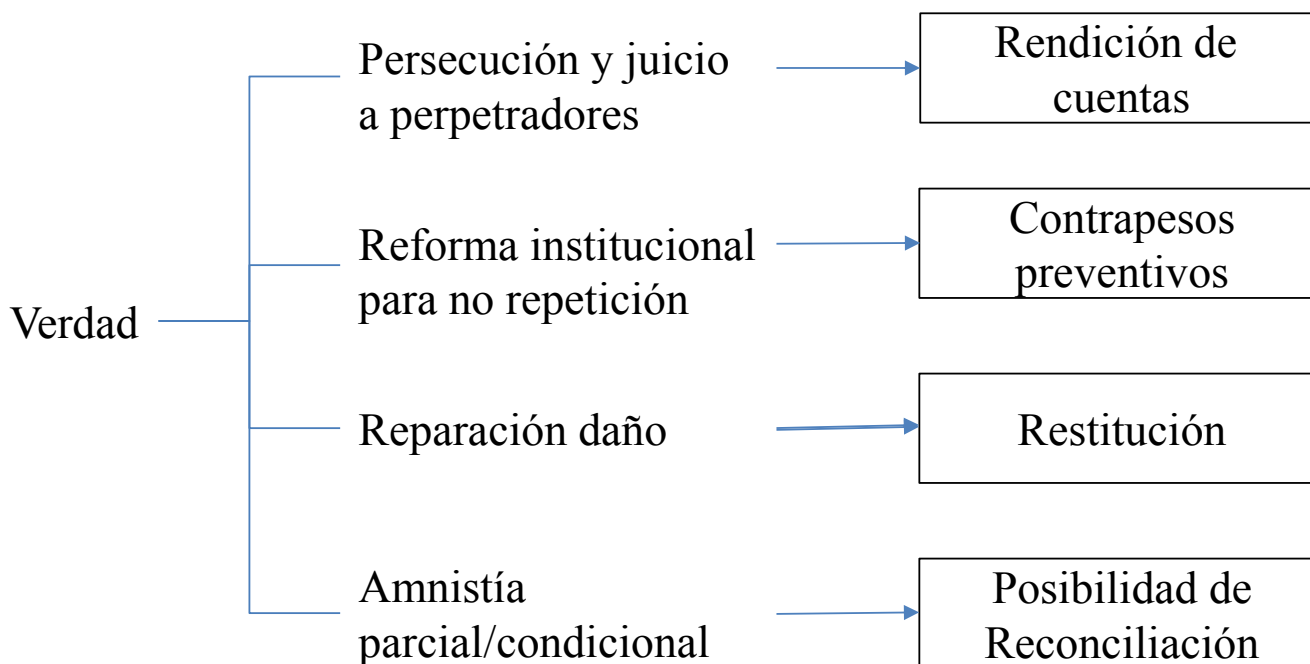 Persecución y juicio
a perpetradores
Rendición de
cuentas
Reforma institucional
para no repetición
Contrapesos
preventivos
Verdad
Reparación daño
Restitución
Amnistía
parcial/condicional
Posibilidad de
Reconciliación